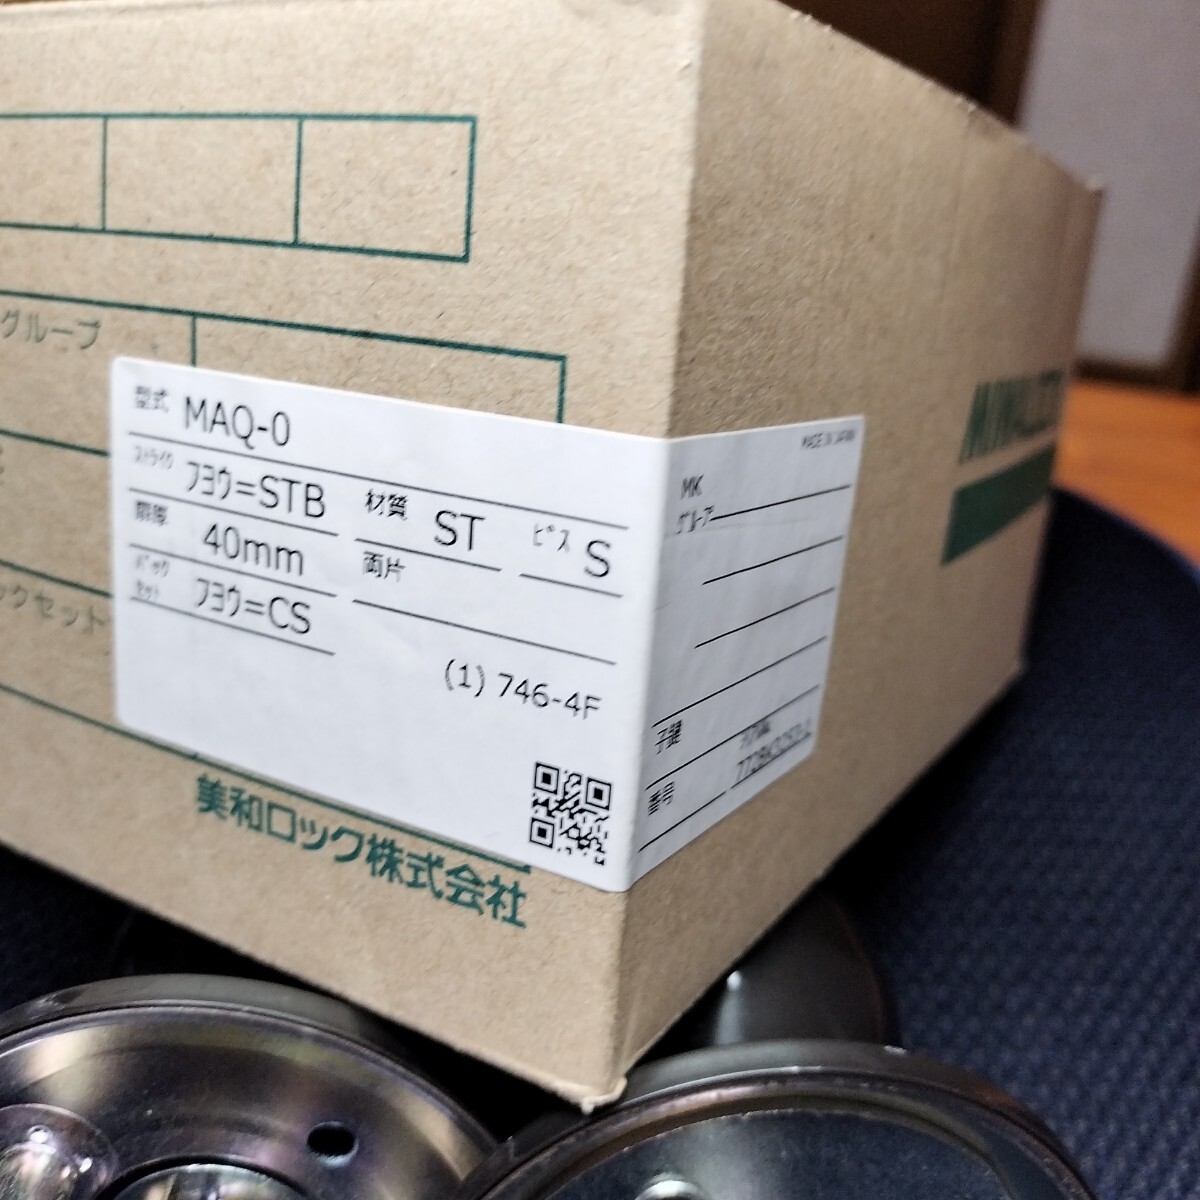 グループ
型式 MAQ-0
ストライク フヨウ=STB 材質 ST ビス S
扉厚 40mm 両片
バックセット フヨウ=CS
(1) 746-4F
クセット
美和ロック株式会社
MADE IN JAPAN
MK
グループ
子鍵
番号